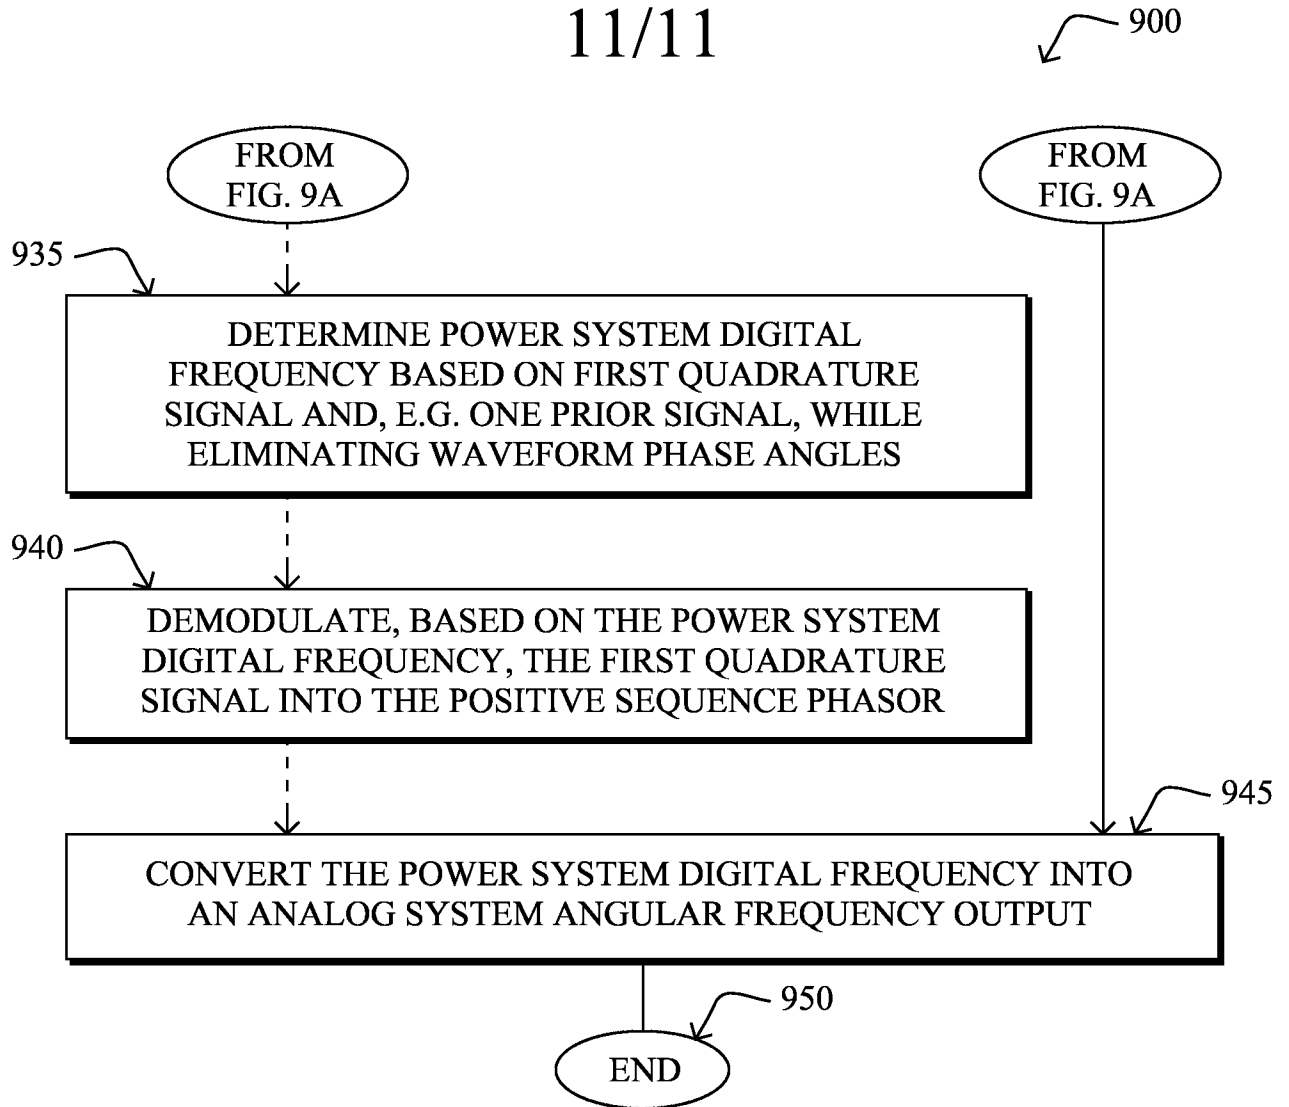 11/11
900
FROM
FIG. 9A
FROM
FIG. 9A
935
DETERMINE POWER SYSTEM DIGITAL
FREQUENCY BASED ON FIRST QUADRATURE
SIGNAL AND, E.G. ONE PRIOR SIGNAL, WHILE
ELIMINATING WAVEFORM PHASE ANGLES
940
DEMODULATE, BASED ON THE POWER SYSTEM
DIGITAL FREQUENCY, THE FIRST QUADRATURE
SIGNAL INTO THE POSITIVE SEQUENCE PHASOR
945
CONVERT THE POWER SYSTEM DIGITAL FREQUENCY INTO
AN ANALOG SYSTEM ANGULAR FREQUENCY OUTPUT
950
END